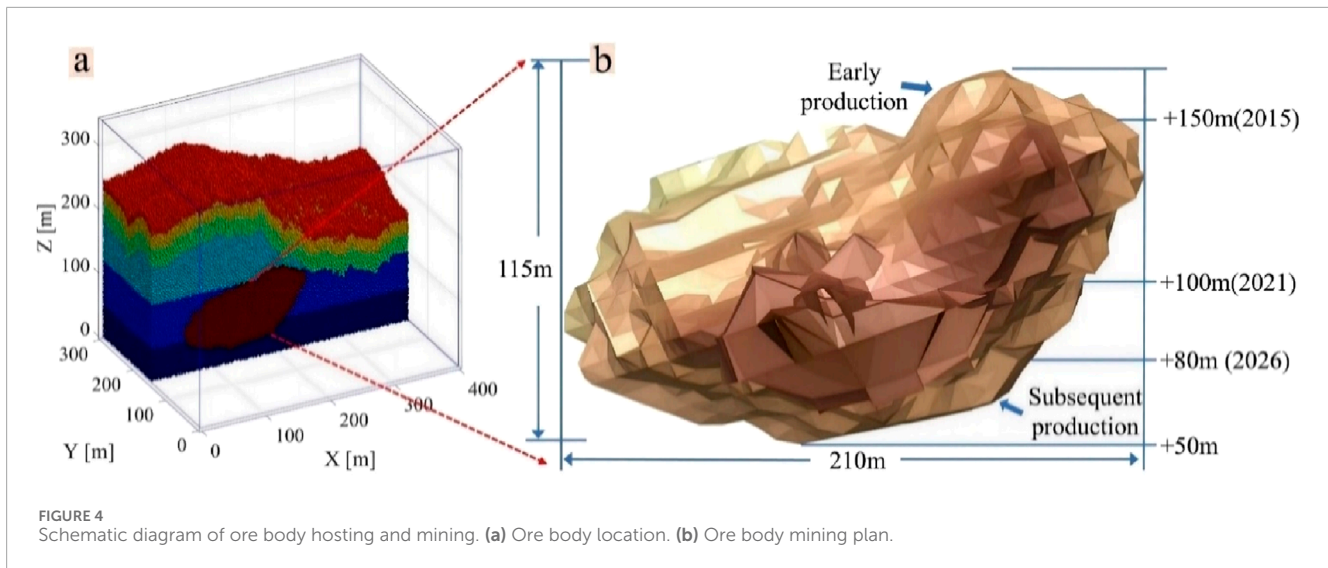 a
300
200
100
0
Z [m]
300
200
100
0
Y [m]
0
100
200
300
400
X [m]
b
115m
210m
Early
production
+150m(2015)
+100m(2021)
+80m (2026)
Subsequent
production
+50m
FIGURE 4
Schematic diagram of ore body hosting and mining. (a) Ore body location. (b) Ore body mining plan.